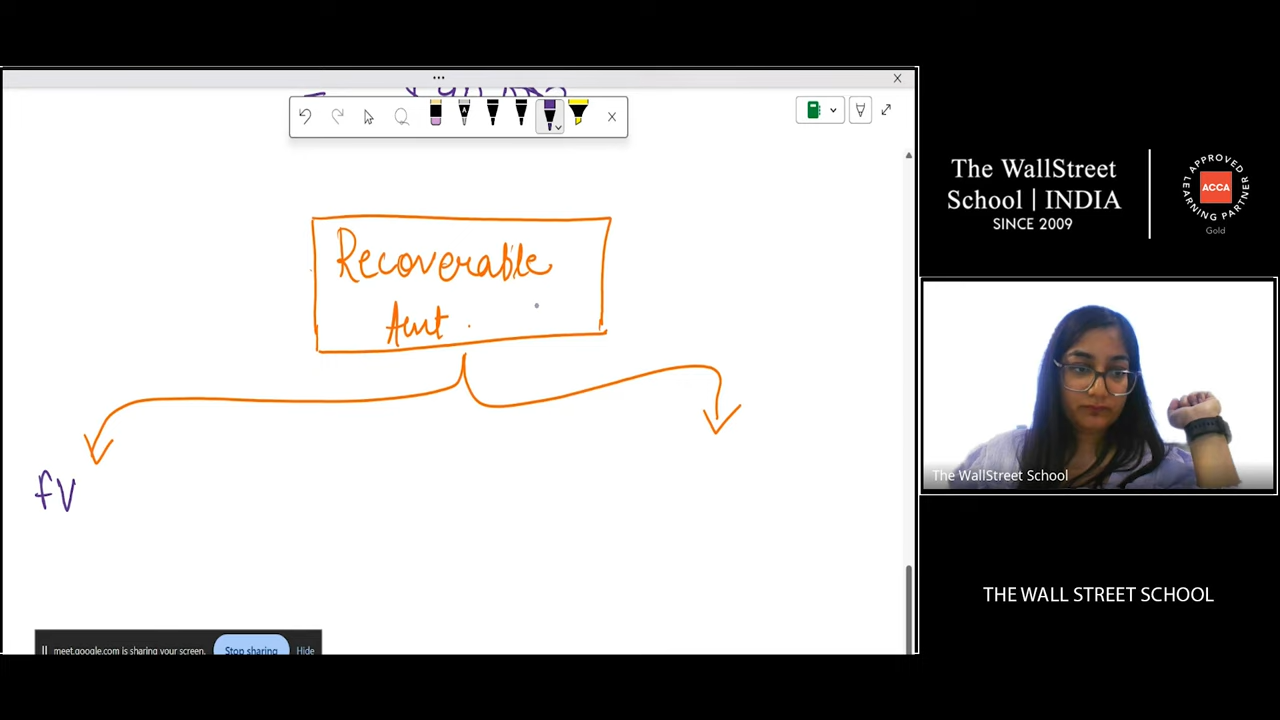 Recoverable
Amt.
FV
meet.google.com is sharing your screen.
Stop sharing
Hide
The WallStreet
School | INDIA
SINCE 2009
APPROVED
LEARNING PARTNER
ACCA
Gold
The WallStreet School
THE WALL STREET SCHOOL